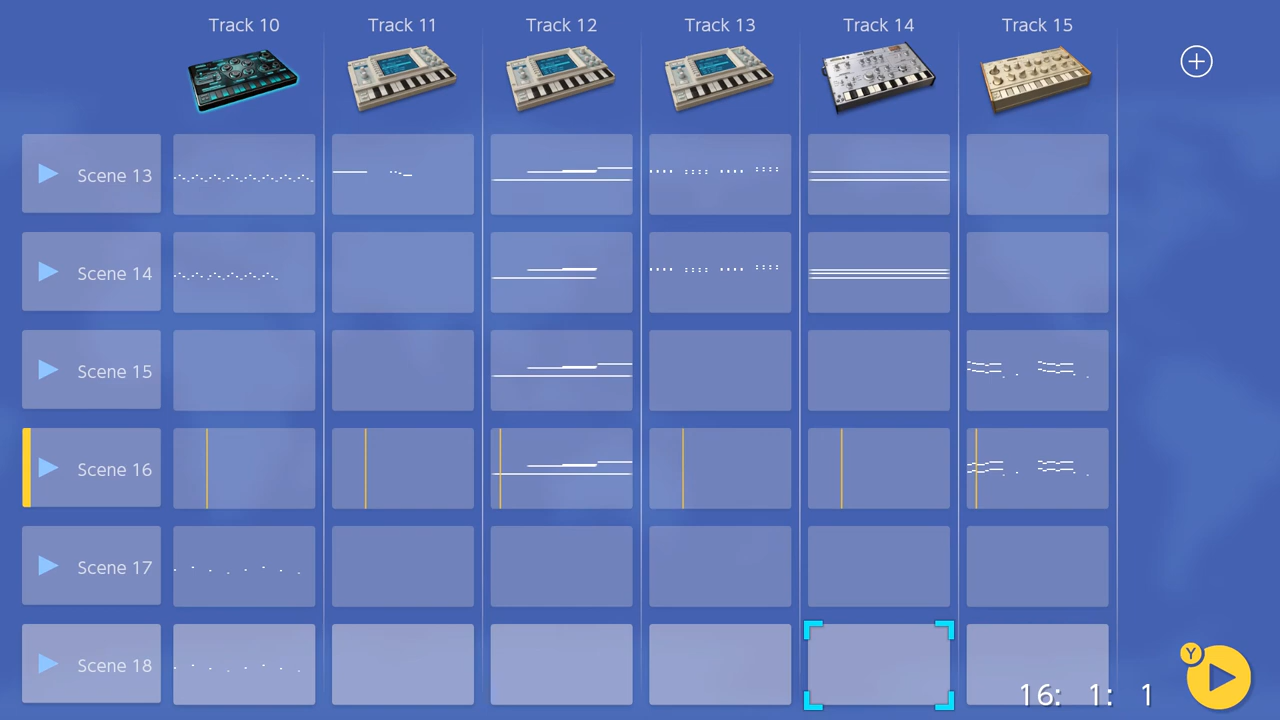 Track 10 Track 11 Track 12 Track 13 Track 14 Track 15
Scene 13
Scene 14
Scene 15
Scene 16
Scene 17
Scene 18
Y
16: 1: 1